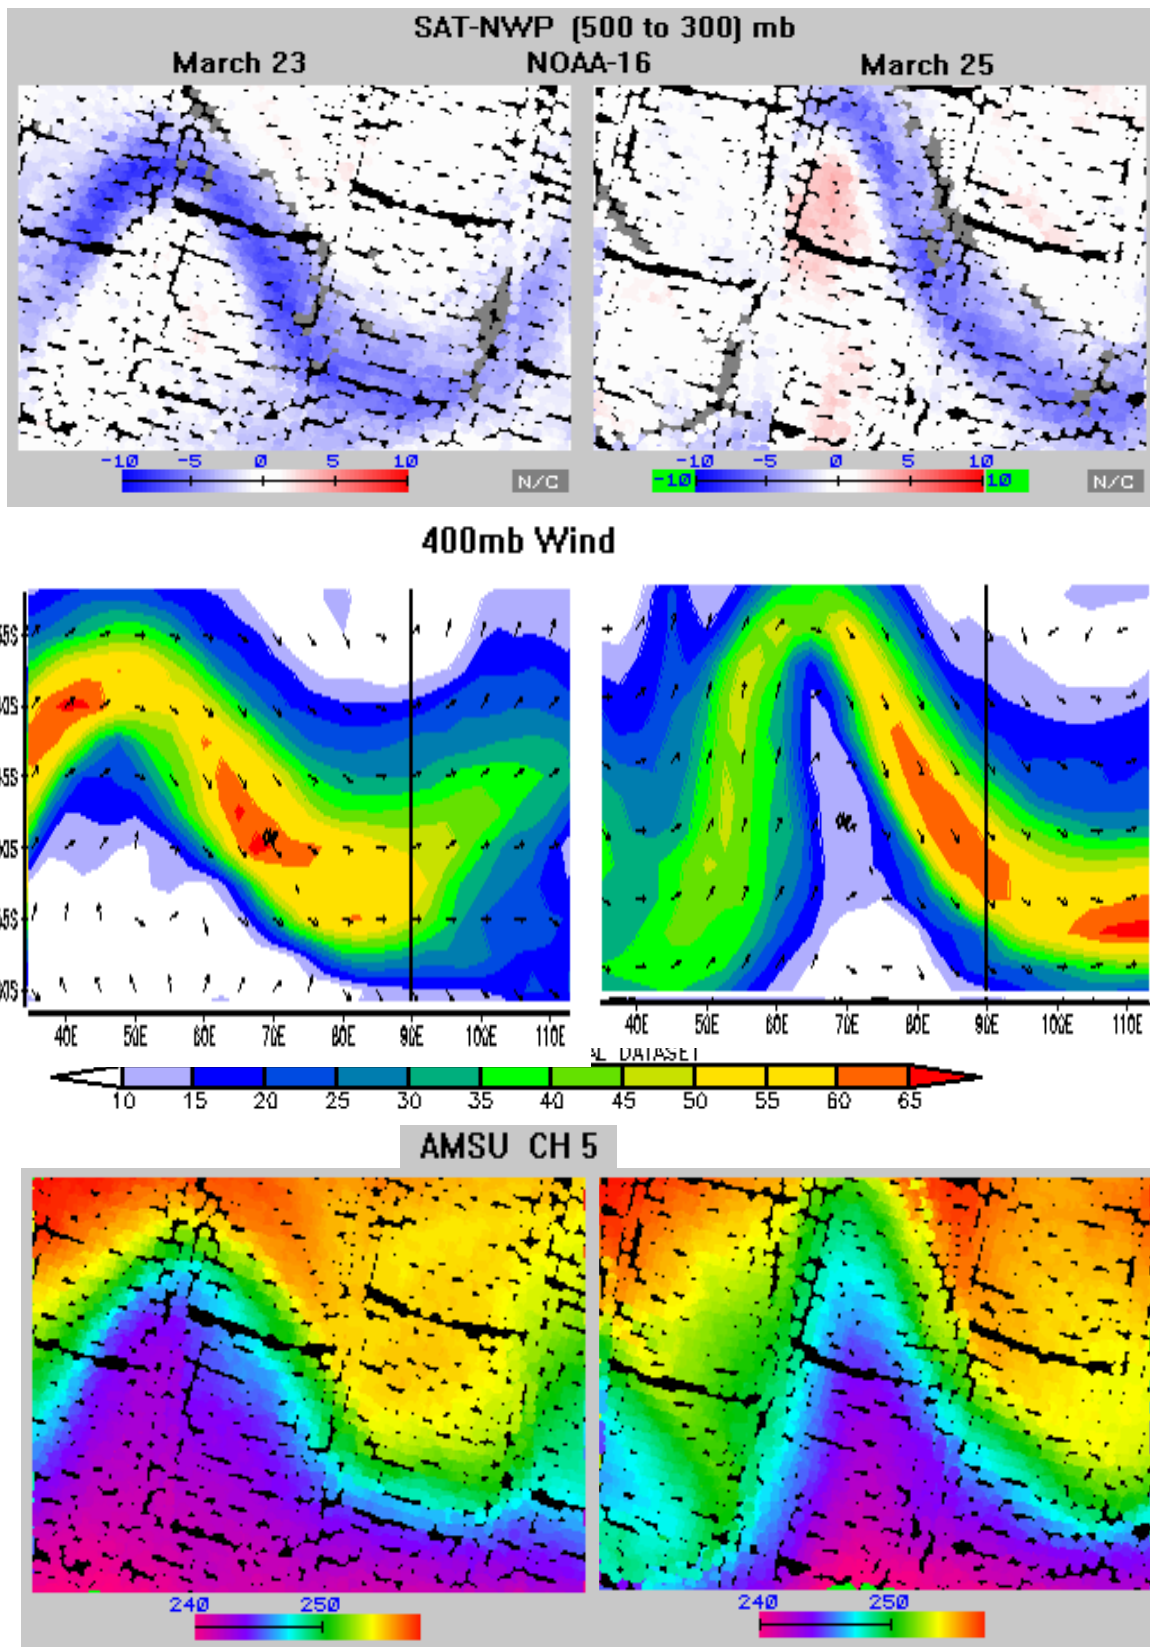 SAT-NWP (500 to 300) mb
March 23 NOAA-16 March 25
-10 -5 0 5 10 N/C
-10 -5 0 5 10 -10 10 N/C
400mb Wind
40E 50E 60E 70E 80E 90E 100E 110E
40E 50E 60E 70E 80E 90E 100E 110E
DATASET
10 15 20 25 30 35 40 45 50 55 60 65
AMSU CH 5
240 250
240 250